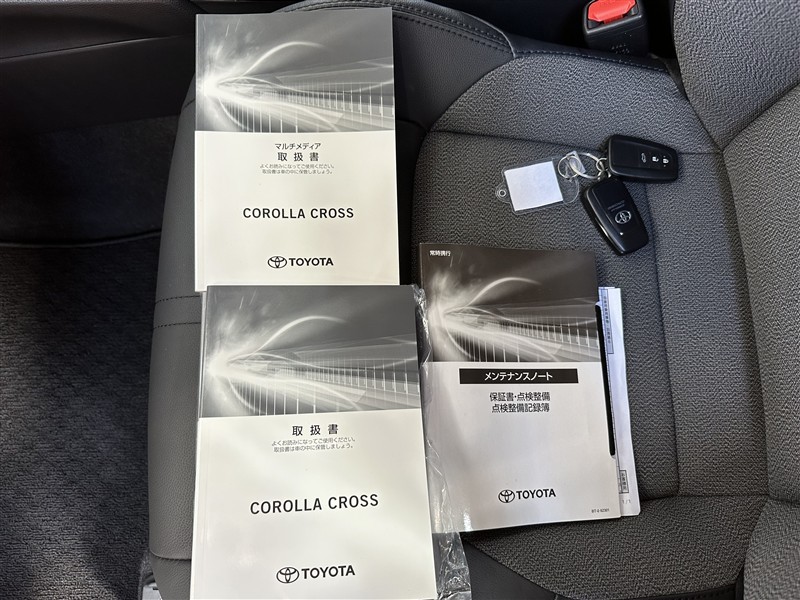 マルチメディア
取扱書
よくお読みになってご使用ください。
取扱書は車の中に保管しましょう。
COROLLA CROSS
TOYOTA
取扱書
よくお読みになってご使用ください。
取扱書は車の中に保管しましょう。
COROLLA CROSS
TOYOTA
常時携行
メンテナンスノート
保証書・点検整備
点検整備記録簿
TOYOTA